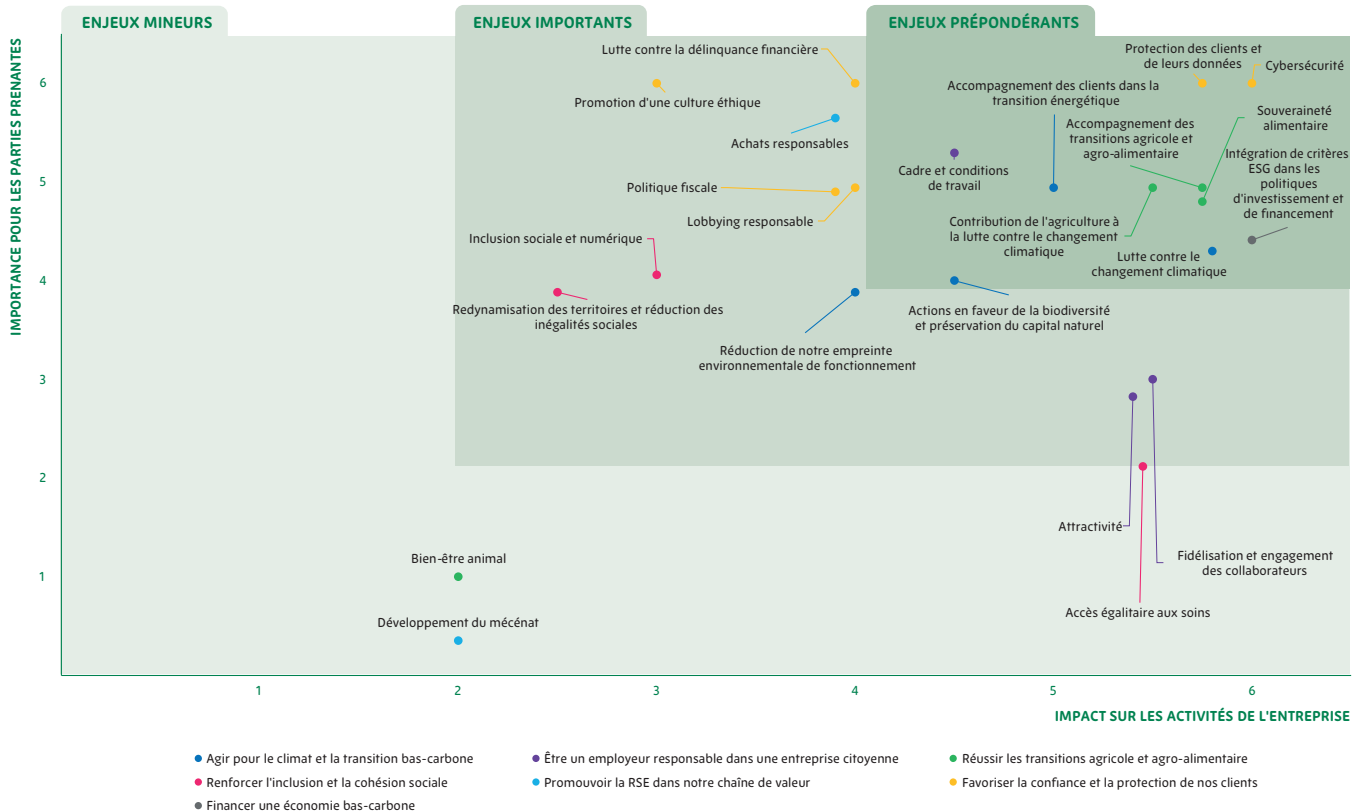 ENJEUX MINEURS
ENJEUX IMPORTANTS
ENJEUX PRÉPONDÉRANTS
IMPORTANCE POUR LES PARTIES PRENANTES
6
5
4
3
2
1
Lutte contre la délinquance financière
Promotion d'une culture éthique
Achats responsables
Politique fiscale
Lobbying responsable
Inclusion sociale et numérique
Redynamisation des territoires et réduction des
inégalités sociales
Réduction de notre empreinte
environnementale de fonctionnement
Protection des clients et
de leurs données
Cybersécurité
Accompagnement des clients dans la
transition énergétique
Souveraineté
alimentaire
Accompagnement des
transitions agricole et
agro-alimentaire
Intégration de critères
ESG dans les
politiques
d'investissement et
de financement
Cadre et conditions
de travail
Contribution de l'agriculture à
la lutte contre le changement
climatique
Lutte contre le
changement climatique
Actions en faveur de la biodiversité
et préservation du capital naturel
Attractivité
Fidélisation et engagement
des collaborateurs
Accès égalitaire aux soins
Bien-être animal
Développement du mécénat
1
2
3
4
5
6
IMPACT SUR LES ACTIVITÉS DE L'ENTREPRISE
Agir pour le climat et la transition bas-carbone
Être un employeur responsable dans une entreprise citoyenne
Réussir les transitions agricole et agro-alimentaire
Renforcer l'inclusion et la cohésion sociale
Promouvoir la RSE dans notre chaîne de valeur
Favoriser la confiance et la protection de nos clients
Financer une économie bas-carbone